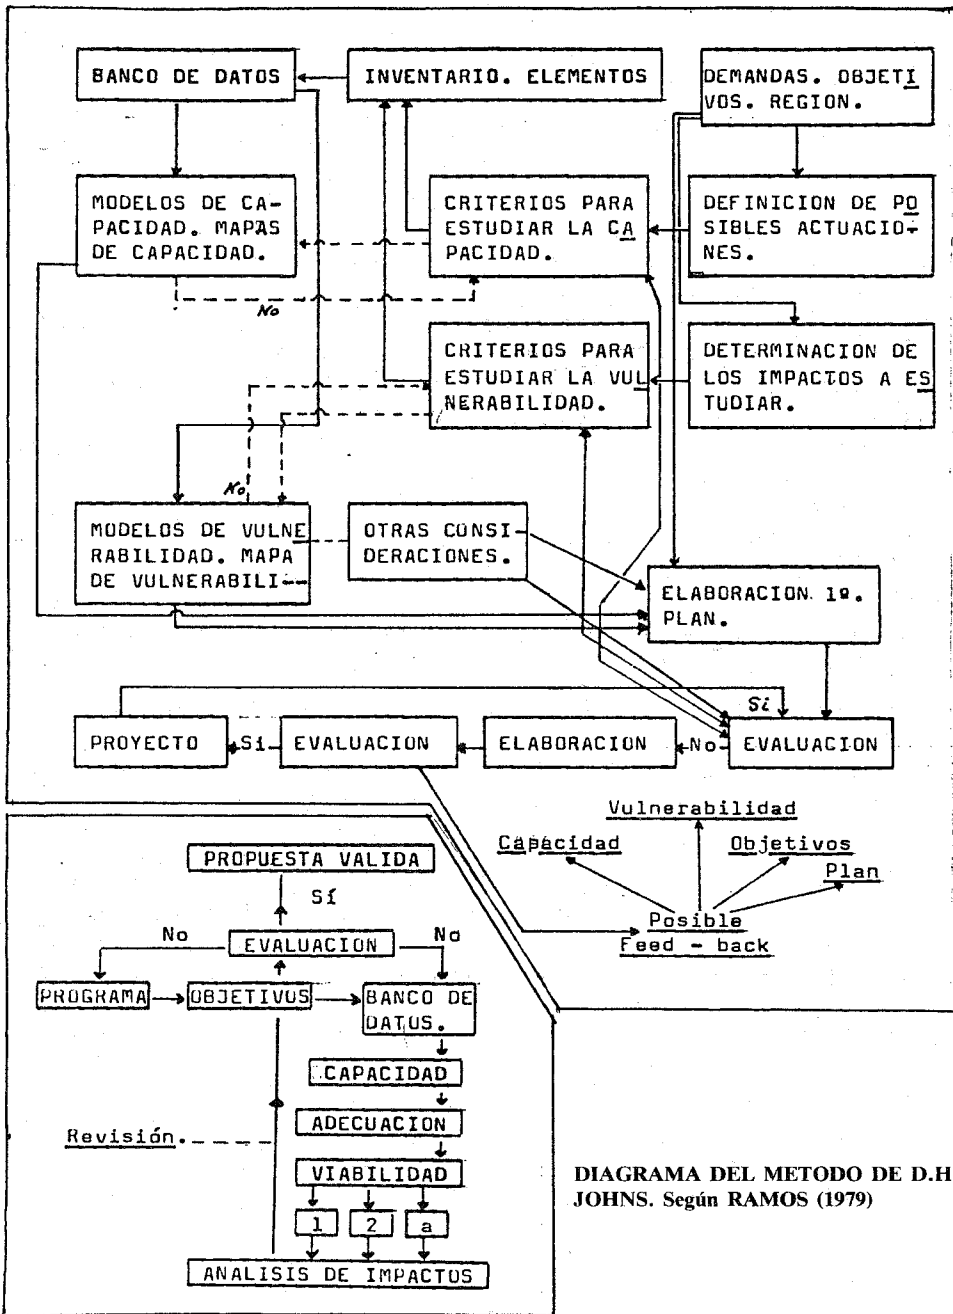 BANCO DE DATOS
INVENTARIO. ELEMENTOS
DEMANDAS. OBJETI
VOS. REGION.
MODELOS DE CA-
PACIDAD. MAPAS
DE CAPACIDAD.
CRITERIOS PARA
ESTUDIAR LA CA
PACIDAD.
DEFINICION DE PO
SIBLES ACTUACIO-
NES.
No
CRITERIOS PARA
ESTUDIAR LA VUL
NERABILIDAD.
DETERMINACION DE
LOS IMPACTOS A ES
TUDIAR.
No
MODELOS DE VULNE
RABILIDAD. MAPA
DE VULNERABILI--
OTRAS CONSI-
DERACIONES.
ELABORACION 1º.
PLAN.
Si
PROYECTO
Sí
EVALUACION
ELABORACION
No
EVALUACION
Vulnerabilidad
Capacidad
Objetivos
Plan
Posible
Feed - back
PROPUESTA VALIDA
Sí
No
EVALUACION
No
PROGRAMA
OBJETIVOS
BANCO DE
DATOS.
CAPACIDAD
ADECUACION
Revisión.
VIABILIDAD
1
2
a
ANALISIS DE IMPACTOS
DIAGRAMA DEL METODO DE D.H
JOHNS. Según RAMOS (1979)